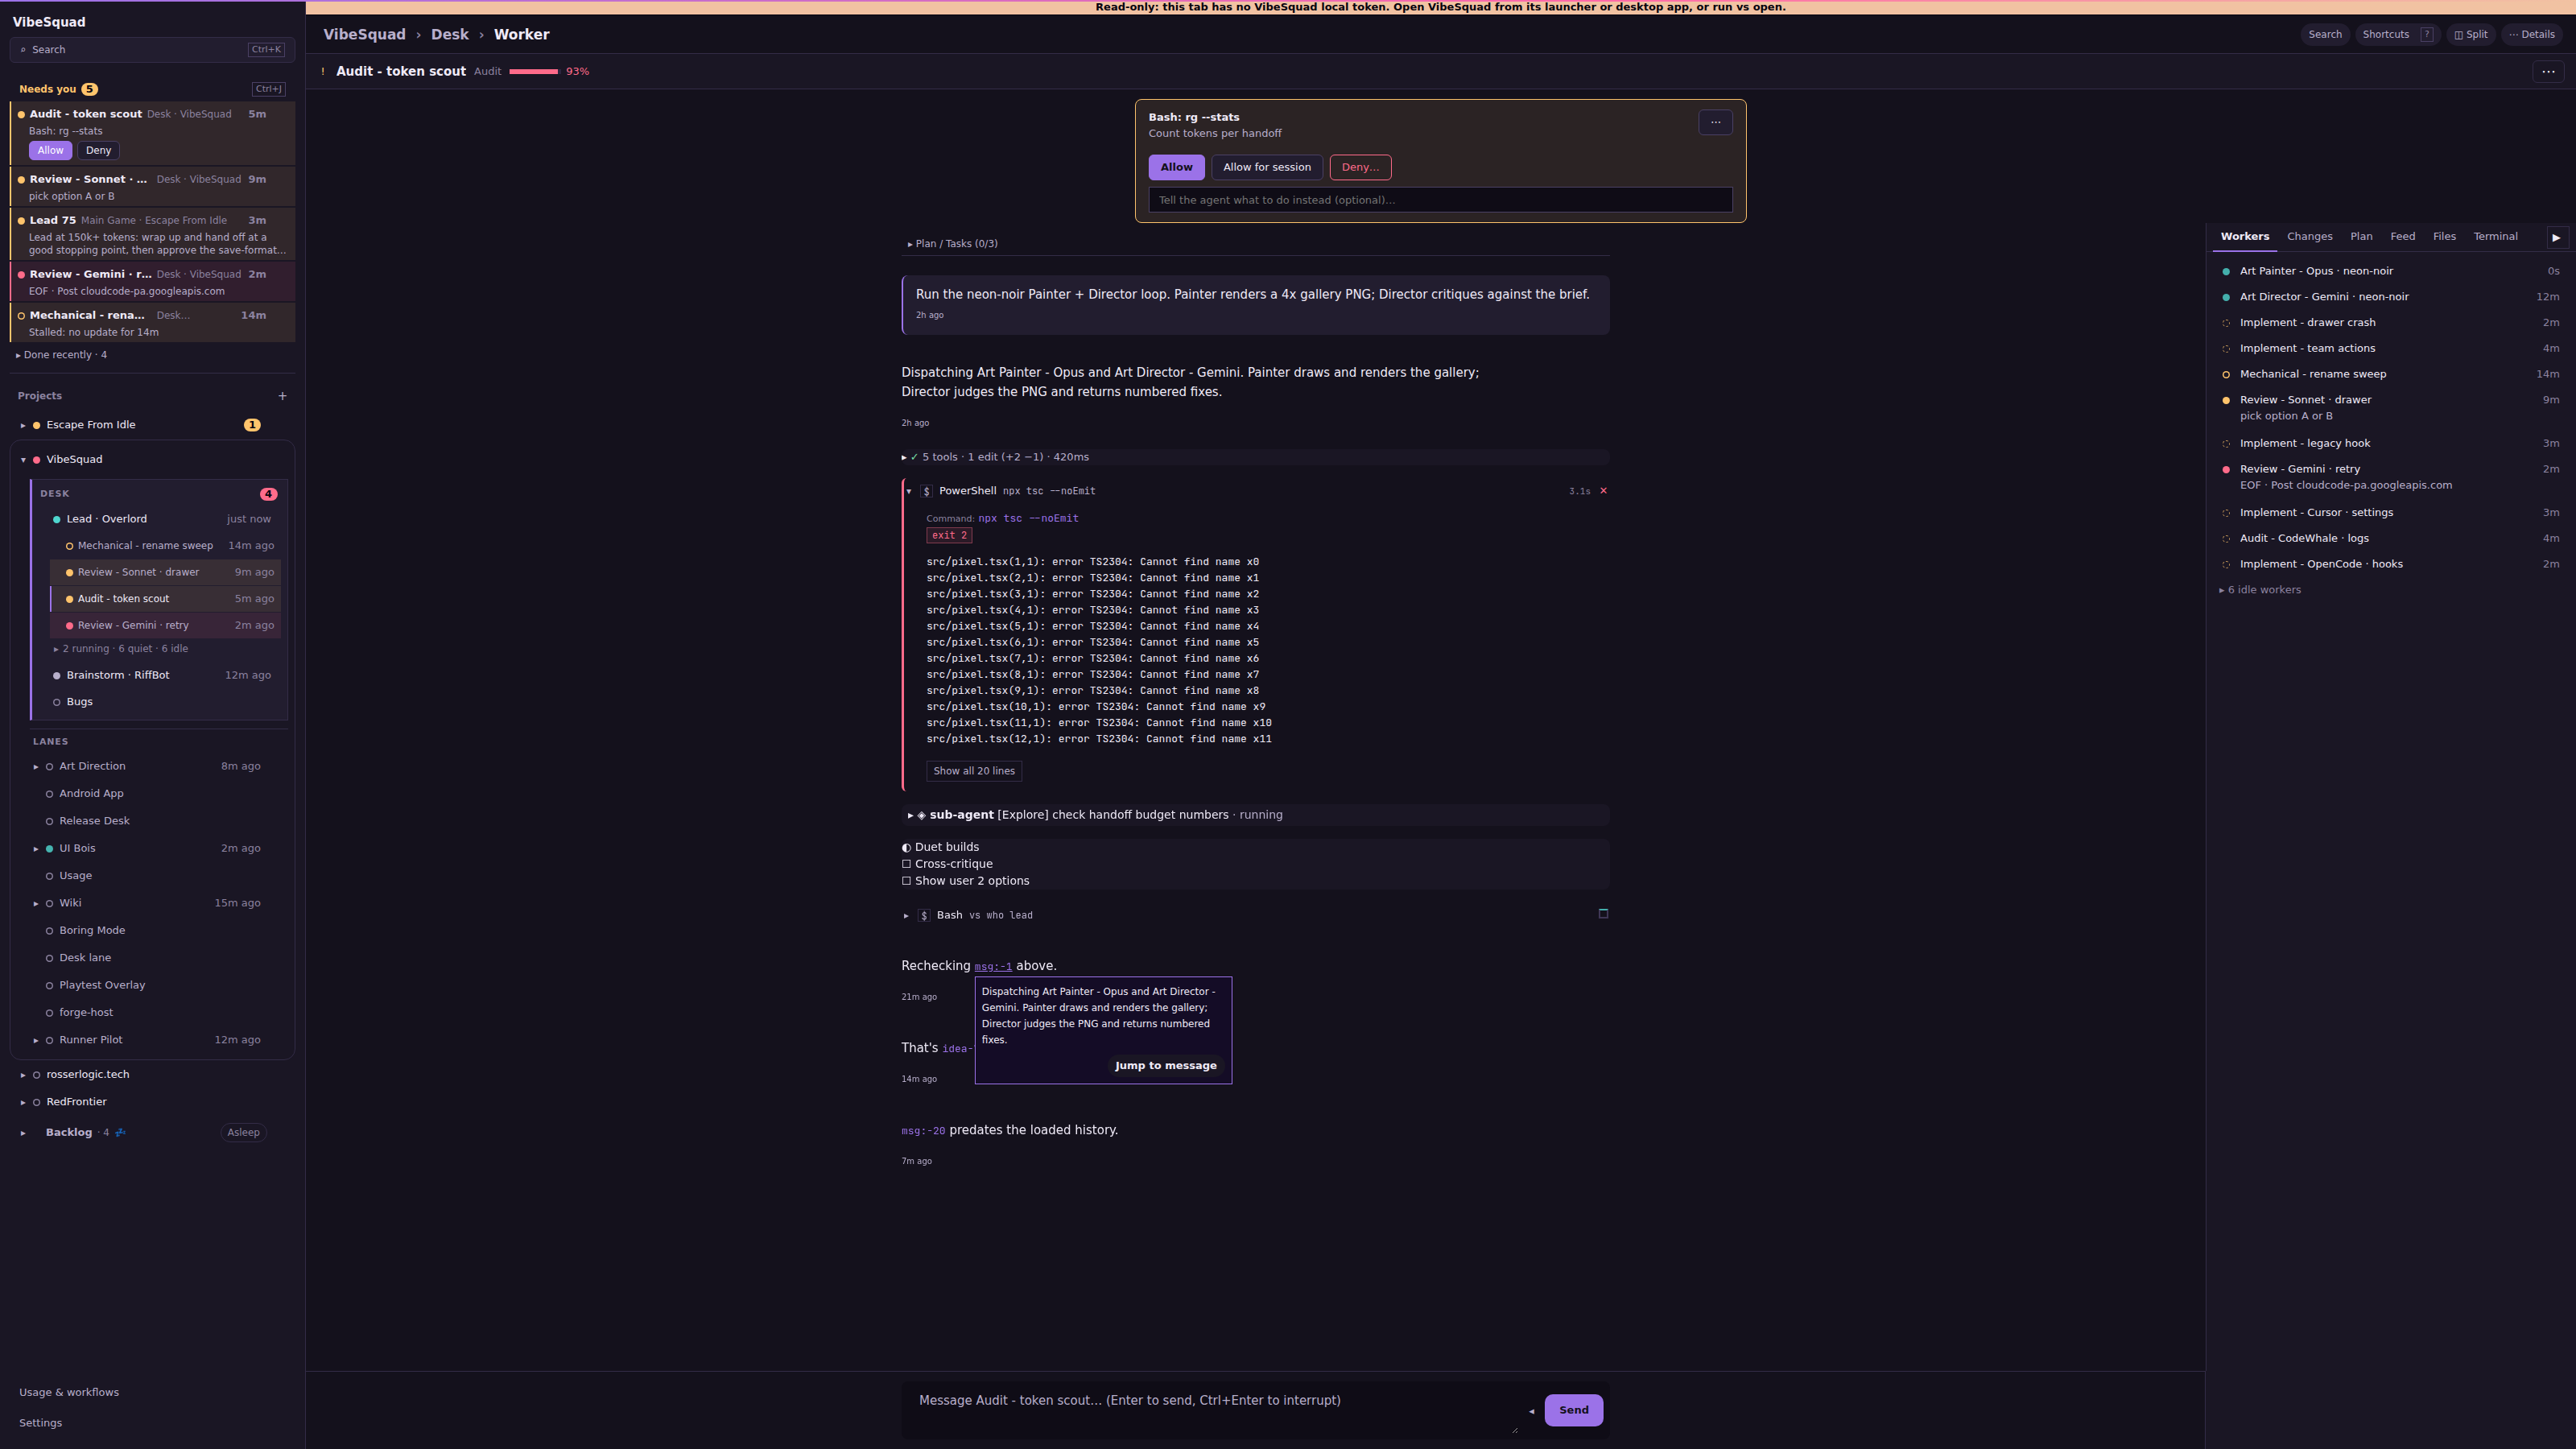 Read-only: this tab has no VibeSquad local token. Open VibeSquad from its launcher or desktop app, or run vs open.
VibeSquad
Search Ctrl+K
Needs you 5 Ctrl+J
Audit - token scout Desk · VibeSquad 5m
Bash: rg --stats
Allow Deny
Review - Sonnet · … Desk · VibeSquad 9m
pick option A or B
Lead 75 Main Game · Escape From Idle 3m
Lead at 150k+ tokens: wrap up and hand off at a
good stopping point, then approve the save-format…
Review - Gemini · r… Desk · VibeSquad 2m
EOF · Post cloudcode-pa.googleapis.com
Mechanical - rena… Desk… 14m
Stalled: no update for 14m
▸ Done recently · 4
Projects +
▸ Escape From Idle 1
▾ VibeSquad
DESK 4
Lead · Overlord just now
Mechanical - rename sweep 14m ago
Review - Sonnet · drawer 9m ago
Audit - token scout 5m ago
Review - Gemini · retry 2m ago
▸ 2 running · 6 quiet · 6 idle
Brainstorm · RiffBot 12m ago
Bugs
LANES
▸ Art Direction 8m ago
Android App
Release Desk
▸ UI Bois 2m ago
Usage
▸ Wiki 15m ago
Boring Mode
Desk lane
Playtest Overlay
forge-host
▸ Runner Pilot 12m ago
▸ rosserlogic.tech
▸ RedFrontier
▸ Backlog · 4 💤 Asleep
Usage & workflows
Settings
VibeSquad › Desk › Worker
Search Shortcuts ? ◫ Split ⋯ Details
! Audit - token scout Audit 93% ⋯
Bash: rg --stats ⋯
Count tokens per handoff
Allow Allow for session Deny…
Tell the agent what to do instead (optional)…
▸ Plan / Tasks (0/3)
Run the neon-noir Painter + Director loop. Painter renders a 4x gallery PNG; Director critiques against the brief.
2h ago
Dispatching Art Painter - Opus and Art Director - Gemini. Painter draws and renders the gallery;
Director judges the PNG and returns numbered fixes.
2h ago
▸ ✓ 5 tools · 1 edit (+2 −1) · 420ms
▾ $ PowerShell npx tsc --noEmit 3.1s ✕
Command: npx tsc --noEmit
exit 2
src/pixel.tsx(1,1): error TS2304: Cannot find name x0
src/pixel.tsx(2,1): error TS2304: Cannot find name x1
src/pixel.tsx(3,1): error TS2304: Cannot find name x2
src/pixel.tsx(4,1): error TS2304: Cannot find name x3
src/pixel.tsx(5,1): error TS2304: Cannot find name x4
src/pixel.tsx(6,1): error TS2304: Cannot find name x5
src/pixel.tsx(7,1): error TS2304: Cannot find name x6
src/pixel.tsx(8,1): error TS2304: Cannot find name x7
src/pixel.tsx(9,1): error TS2304: Cannot find name x8
src/pixel.tsx(10,1): error TS2304: Cannot find name x9
src/pixel.tsx(11,1): error TS2304: Cannot find name x10
src/pixel.tsx(12,1): error TS2304: Cannot find name x11
Show all 20 lines
▸ ◈ sub-agent [Explore] check handoff budget numbers · running
◐ Duet builds
☐ Cross-critique
☐ Show user 2 options
▸ $ Bash vs who lead
Rechecking msg:-1 above.
21m ago
Dispatching Art Painter - Opus and Art Director -
Gemini. Painter draws and renders the gallery;
Director judges the PNG and returns numbered
fixes.
Jump to message
That's idea-
14m ago
msg:-20 predates the loaded history.
7m ago
Message Audit - token scout… (Enter to send, Ctrl+Enter to interrupt)
◂ Send
Workers Changes Plan Feed Files Terminal ▶
Art Painter - Opus · neon-noir 0s
Art Director - Gemini · neon-noir 12m
Implement - drawer crash 2m
Implement - team actions 4m
Mechanical - rename sweep 14m
Review - Sonnet · drawer 9m
pick option A or B
Implement - legacy hook 3m
Review - Gemini · retry 2m
EOF · Post cloudcode-pa.googleapis.com
Implement - Cursor · settings 3m
Audit - CodeWhale · logs 4m
Implement - OpenCode · hooks 2m
▸ 6 idle workers